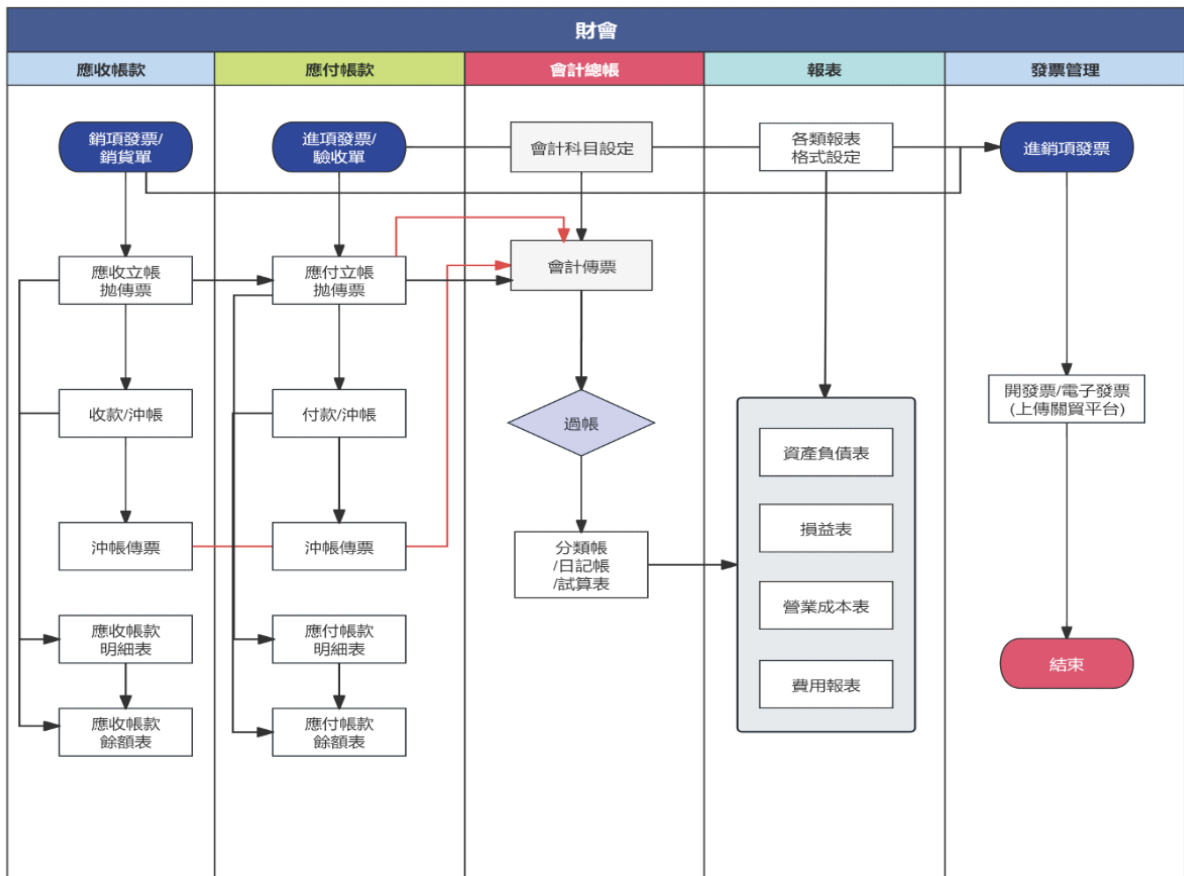 財會
應收帳款
應付帳款
會計總帳
報表
發票管理
銷項發票/
銷貨單
進項發票/
驗收單
會計科目設定
各類報表
格式設定
進銷項發票
應收立帳
拋傳票
應付立帳
拋傳票
會計傳票
收款/沖帳
付款/沖帳
過帳
開發票/電子發票
(上傳關貿平台)
資產負債表
沖帳傳票
沖帳傳票
分類帳
/日記帳
/試算表
損益表
營業成本表
應收帳款
明細表
應付帳款
明細表
費用報表
結束
應收帳款
餘額表
應付帳款
餘額表